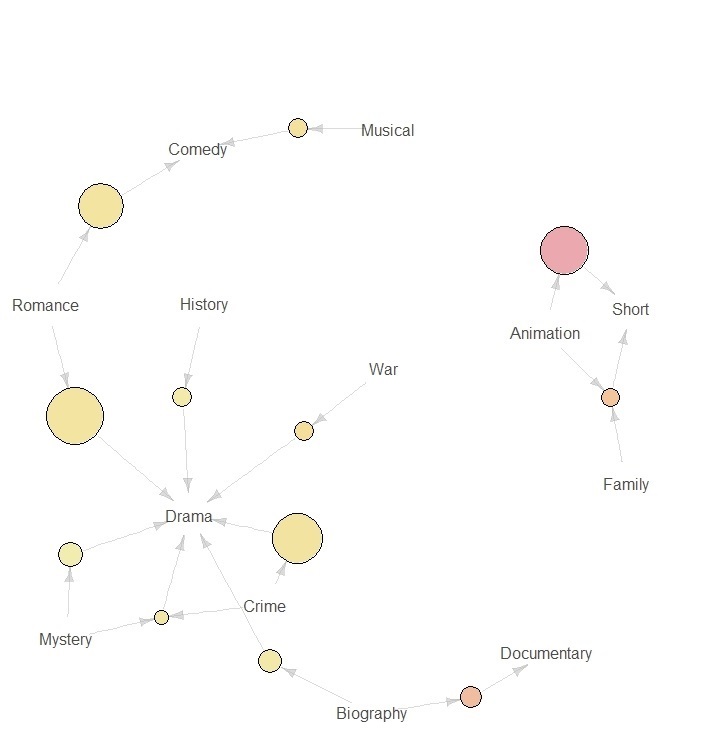 Musical
Comedy
Romance
History
Short
Animation
War
Family
Drama
Crime
Mystery
Documentary
Biography